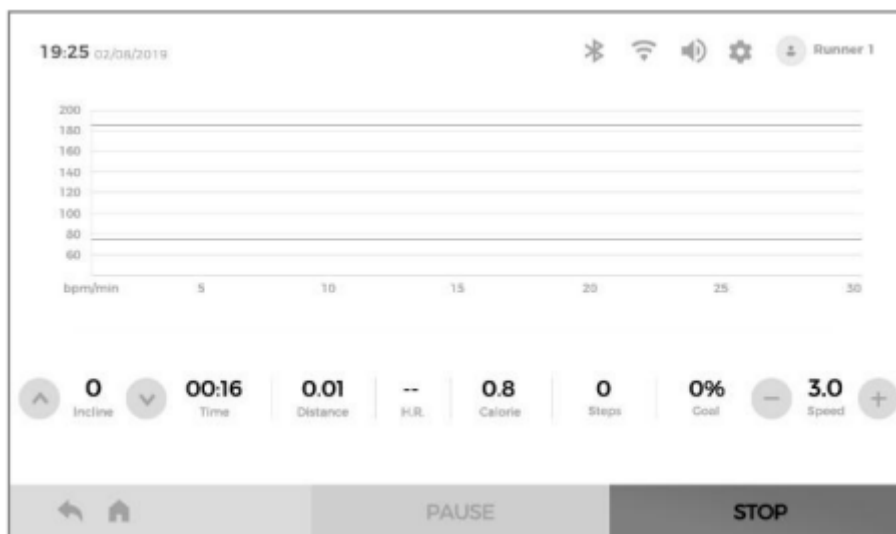 19:25 02/08/2019 Runner 1
200
180
160
140
120
100
80
60
bpm/min 5 10 15 20 25 30
0 00:16 0.01 -- 0.8 0 0% 3.0
Incline Time Distance H.R. Calorie Steps Goal Speed
PAUSE STOP